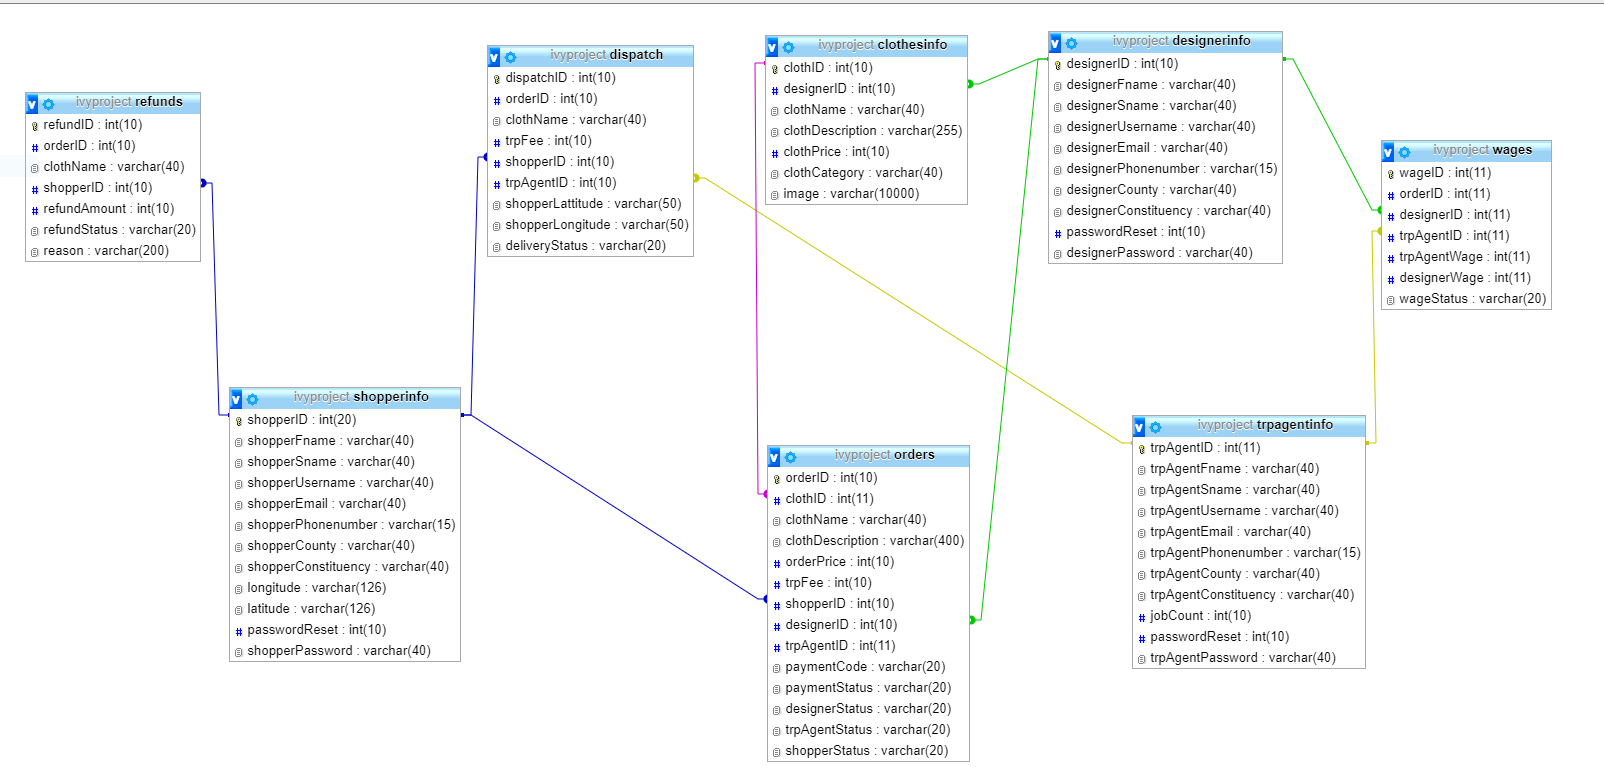 ivyproject refunds
refundID : int(10)
orderID : int(10)
clothName : varchar(40)
shopperID : int(10)
refundAmount : int(10)
refundStatus : varchar(20)
reason : varchar(200)
ivyproject dispatch
dispatchID : int(10)
orderID : int(10)
clothName : varchar(40)
trpFee : int(10)
shopperID : int(10)
trpAgentID : int(10)
shopperLattitude : varchar(50)
shopperLongitude : varchar(50)
deliveryStatus : varchar(20)
ivyproject clothesinfo
clothID : int(10)
designerID : int(10)
clothName : varchar(40)
clothDescription : varchar(255)
clothPrice : int(10)
clothCategory : varchar(40)
image : varchar(10000)
ivyproject designerinfo
designerID : int(10)
designerFname : varchar(40)
designerSname : varchar(40)
designerUsername : varchar(40)
designerEmail : varchar(40)
designerPhonenumber : varchar(15)
designerCounty : varchar(40)
designerConstituency : varchar(40)
passwordReset : int(10)
designerPassword : varchar(40)
ivyproject wages
wageID : int(11)
orderID : int(11)
designerID : int(11)
trpAgentID : int(11)
trpAgentWage : int(11)
designerWage : int(11)
wageStatus : varchar(20)
ivyproject shopperinfo
shopperID : int(20)
shopperFname : varchar(40)
shopperSname : varchar(40)
shopperUsername : varchar(40)
shopperEmail : varchar(40)
shopperPhonenumber : varchar(15)
shopperCounty : varchar(40)
shopperConstituency : varchar(40)
longitude : varchar(126)
latitude : varchar(126)
passwordReset : int(10)
shopperPassword : varchar(40)
ivyproject orders
orderID : int(10)
clothID : int(11)
clothName : varchar(40)
clothDescription : varchar(400)
orderPrice : int(10)
trpFee : int(10)
shopperID : int(10)
designerID : int(10)
trpAgentID : int(11)
paymentCode : varchar(20)
paymentStatus : varchar(20)
designerStatus : varchar(20)
trpAgentStatus : varchar(20)
shopperStatus : varchar(20)
ivyproject trpagentinfo
trpAgentID : int(11)
trpAgentFname : varchar(40)
trpAgentSname : varchar(40)
trpAgentUsername : varchar(40)
trpAgentEmail : varchar(40)
trpAgentPhonenumber : varchar(15)
trpAgentCounty : varchar(40)
trpAgentConstituency : varchar(40)
jobCount : int(10)
passwordReset : int(10)
trpAgentPassword : varchar(40)